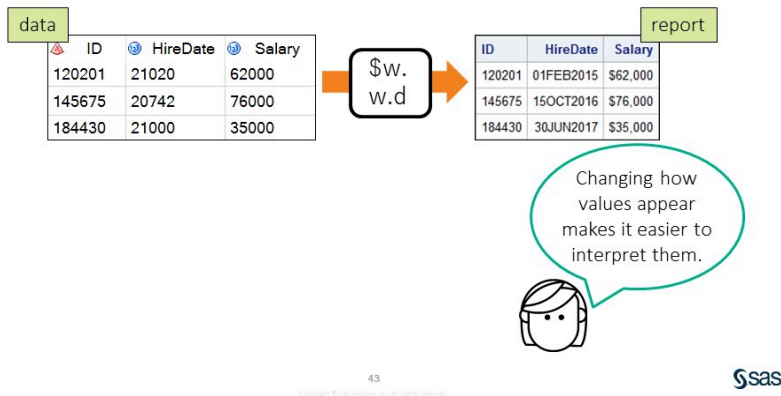 data
ID HireDate Salary
120201 21020 62000
145675 20742 76000
184430 21000 35000
$w.
w.d
report
ID HireDate Salary
120201 01FEB2015 $62,000
145675 15OCT2016 $76,000
184430 30JUN2017 $35,000
Changing how
values appear
makes it easier to
interpret them.
43
sas